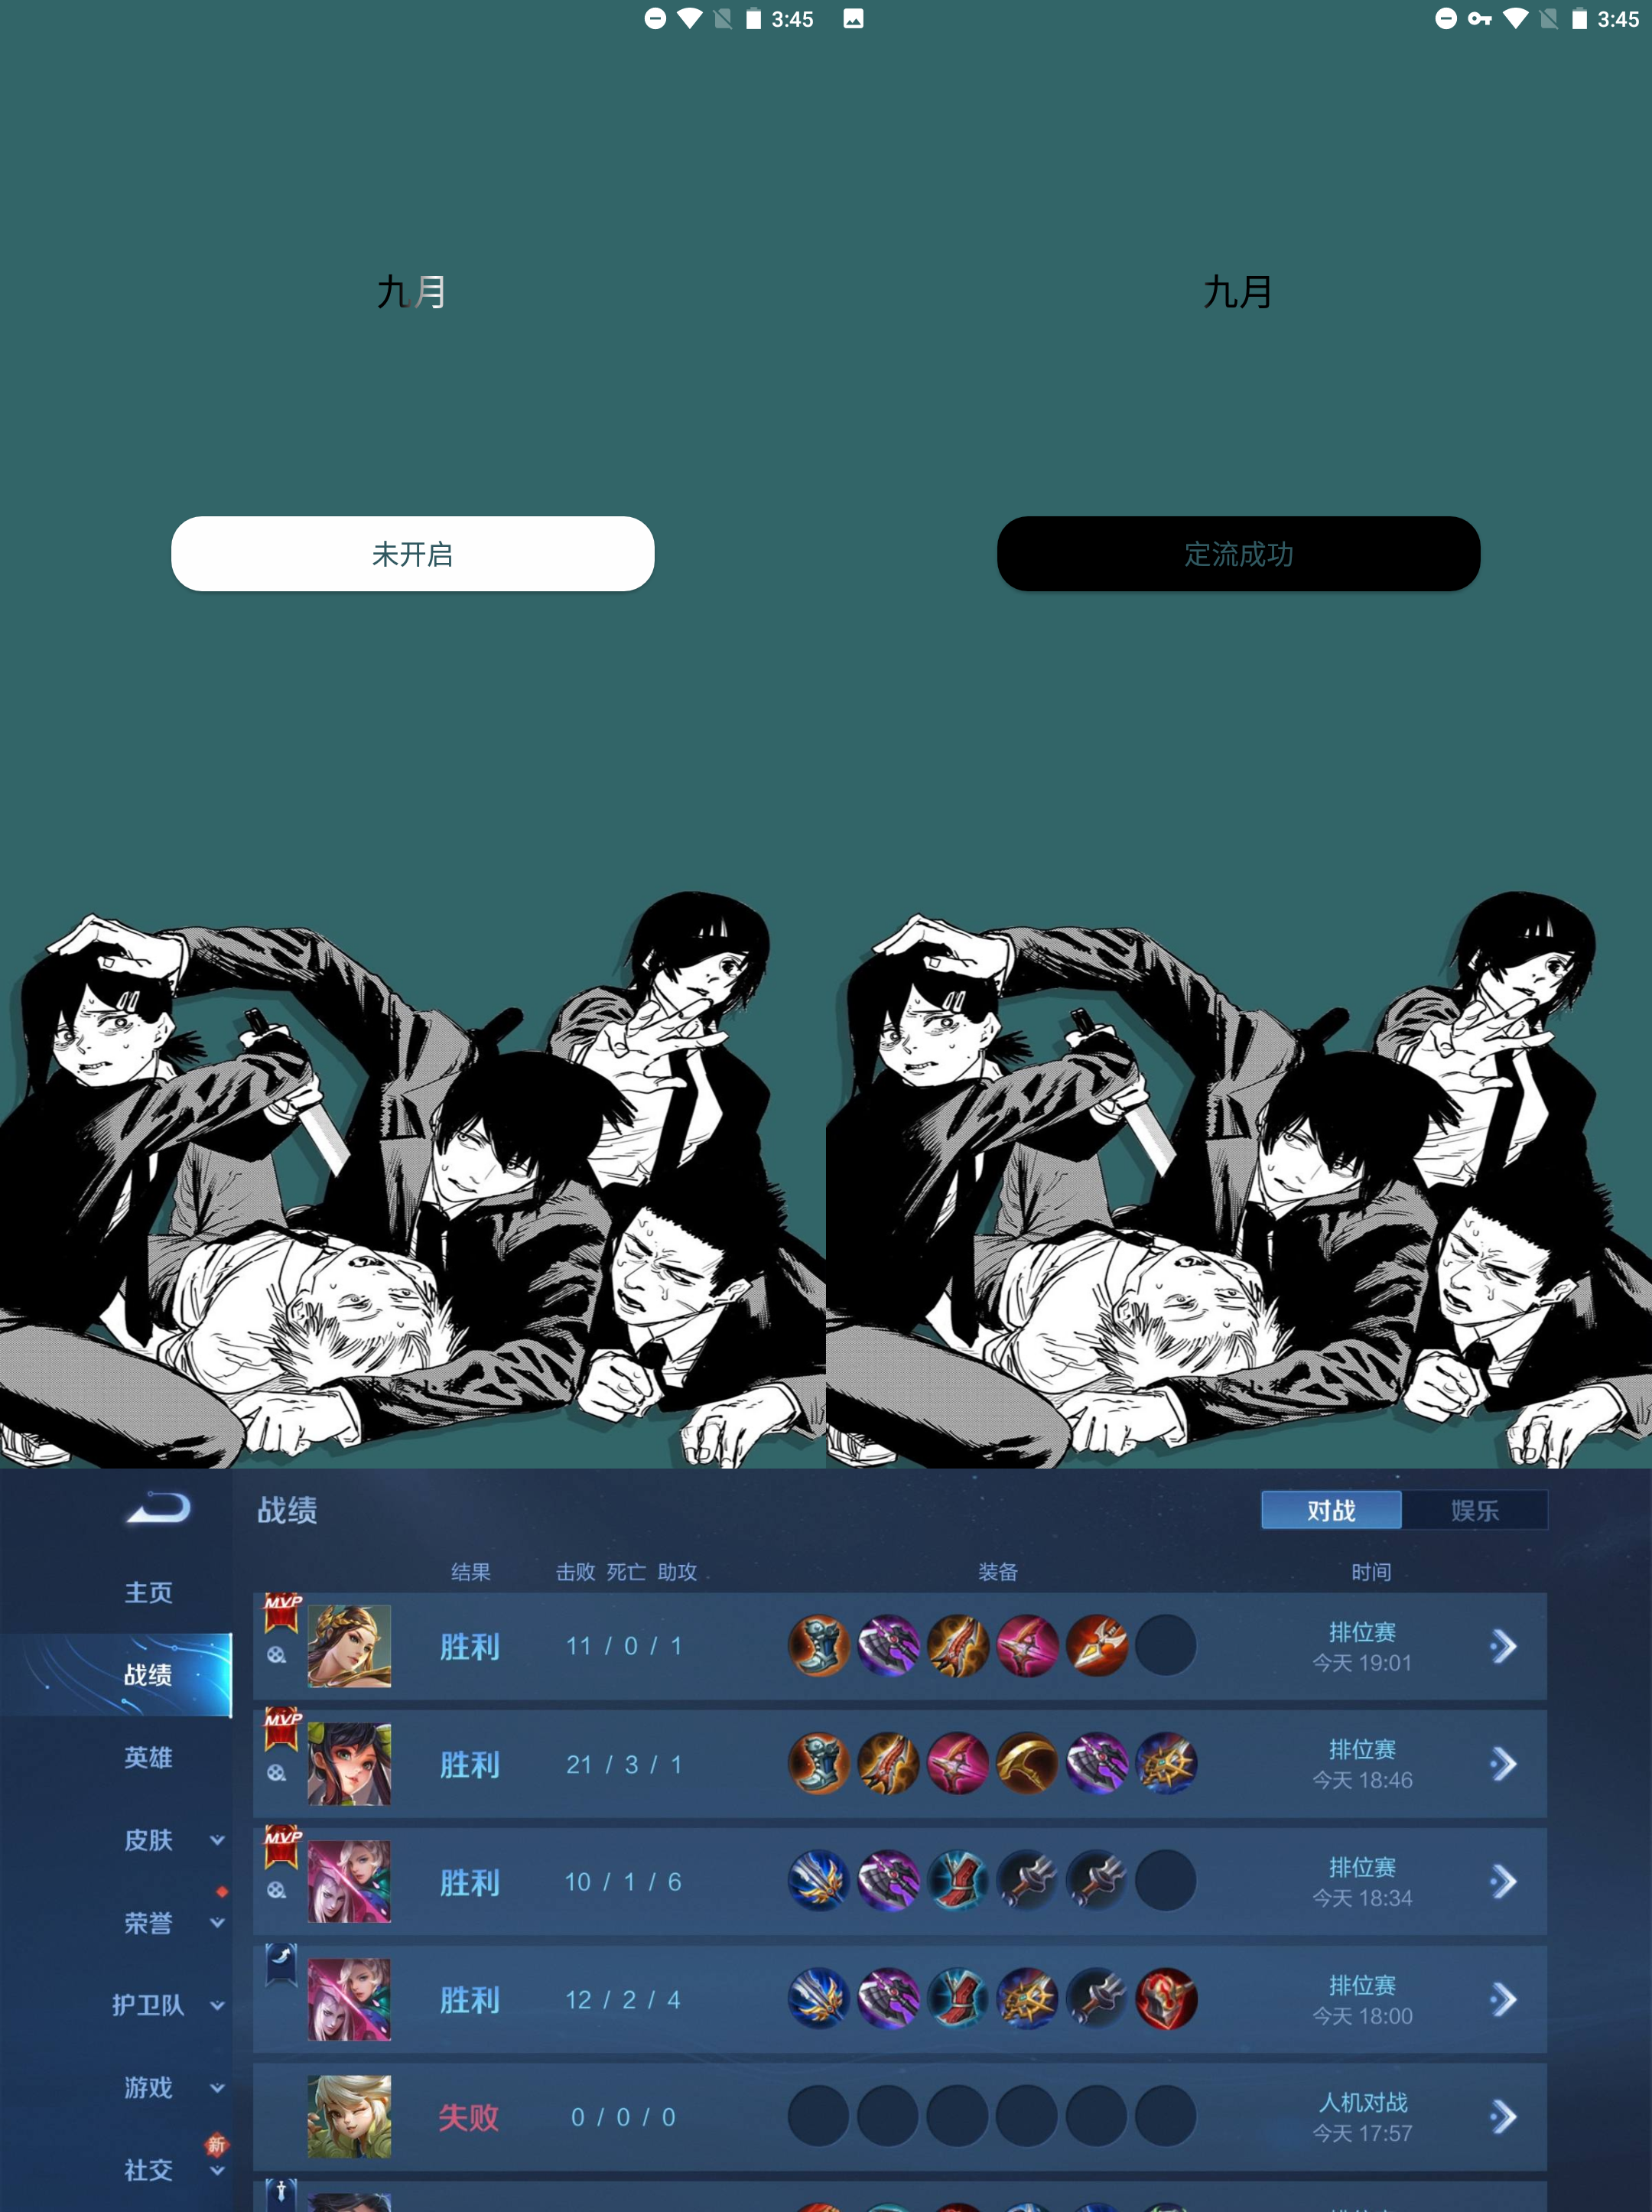 3:45
3:45
九月
九月
未开启
定流成功
战绩
对战
娱乐
结果
击败 死亡 助攻
装备
时间
主页
战绩
英雄
皮肤
荣誉
护卫队
游戏
新
社交
MVP
胜利
11 / 0 / 1
排位赛
今天 19:01
MVP
胜利
21 / 3 / 1
排位赛
今天 18:46
MVP
胜利
10 / 1 / 6
排位赛
今天 18:34
胜利
12 / 2 / 4
排位赛
今天 18:00
失败
0 / 0 / 0
人机对战
今天 17:57